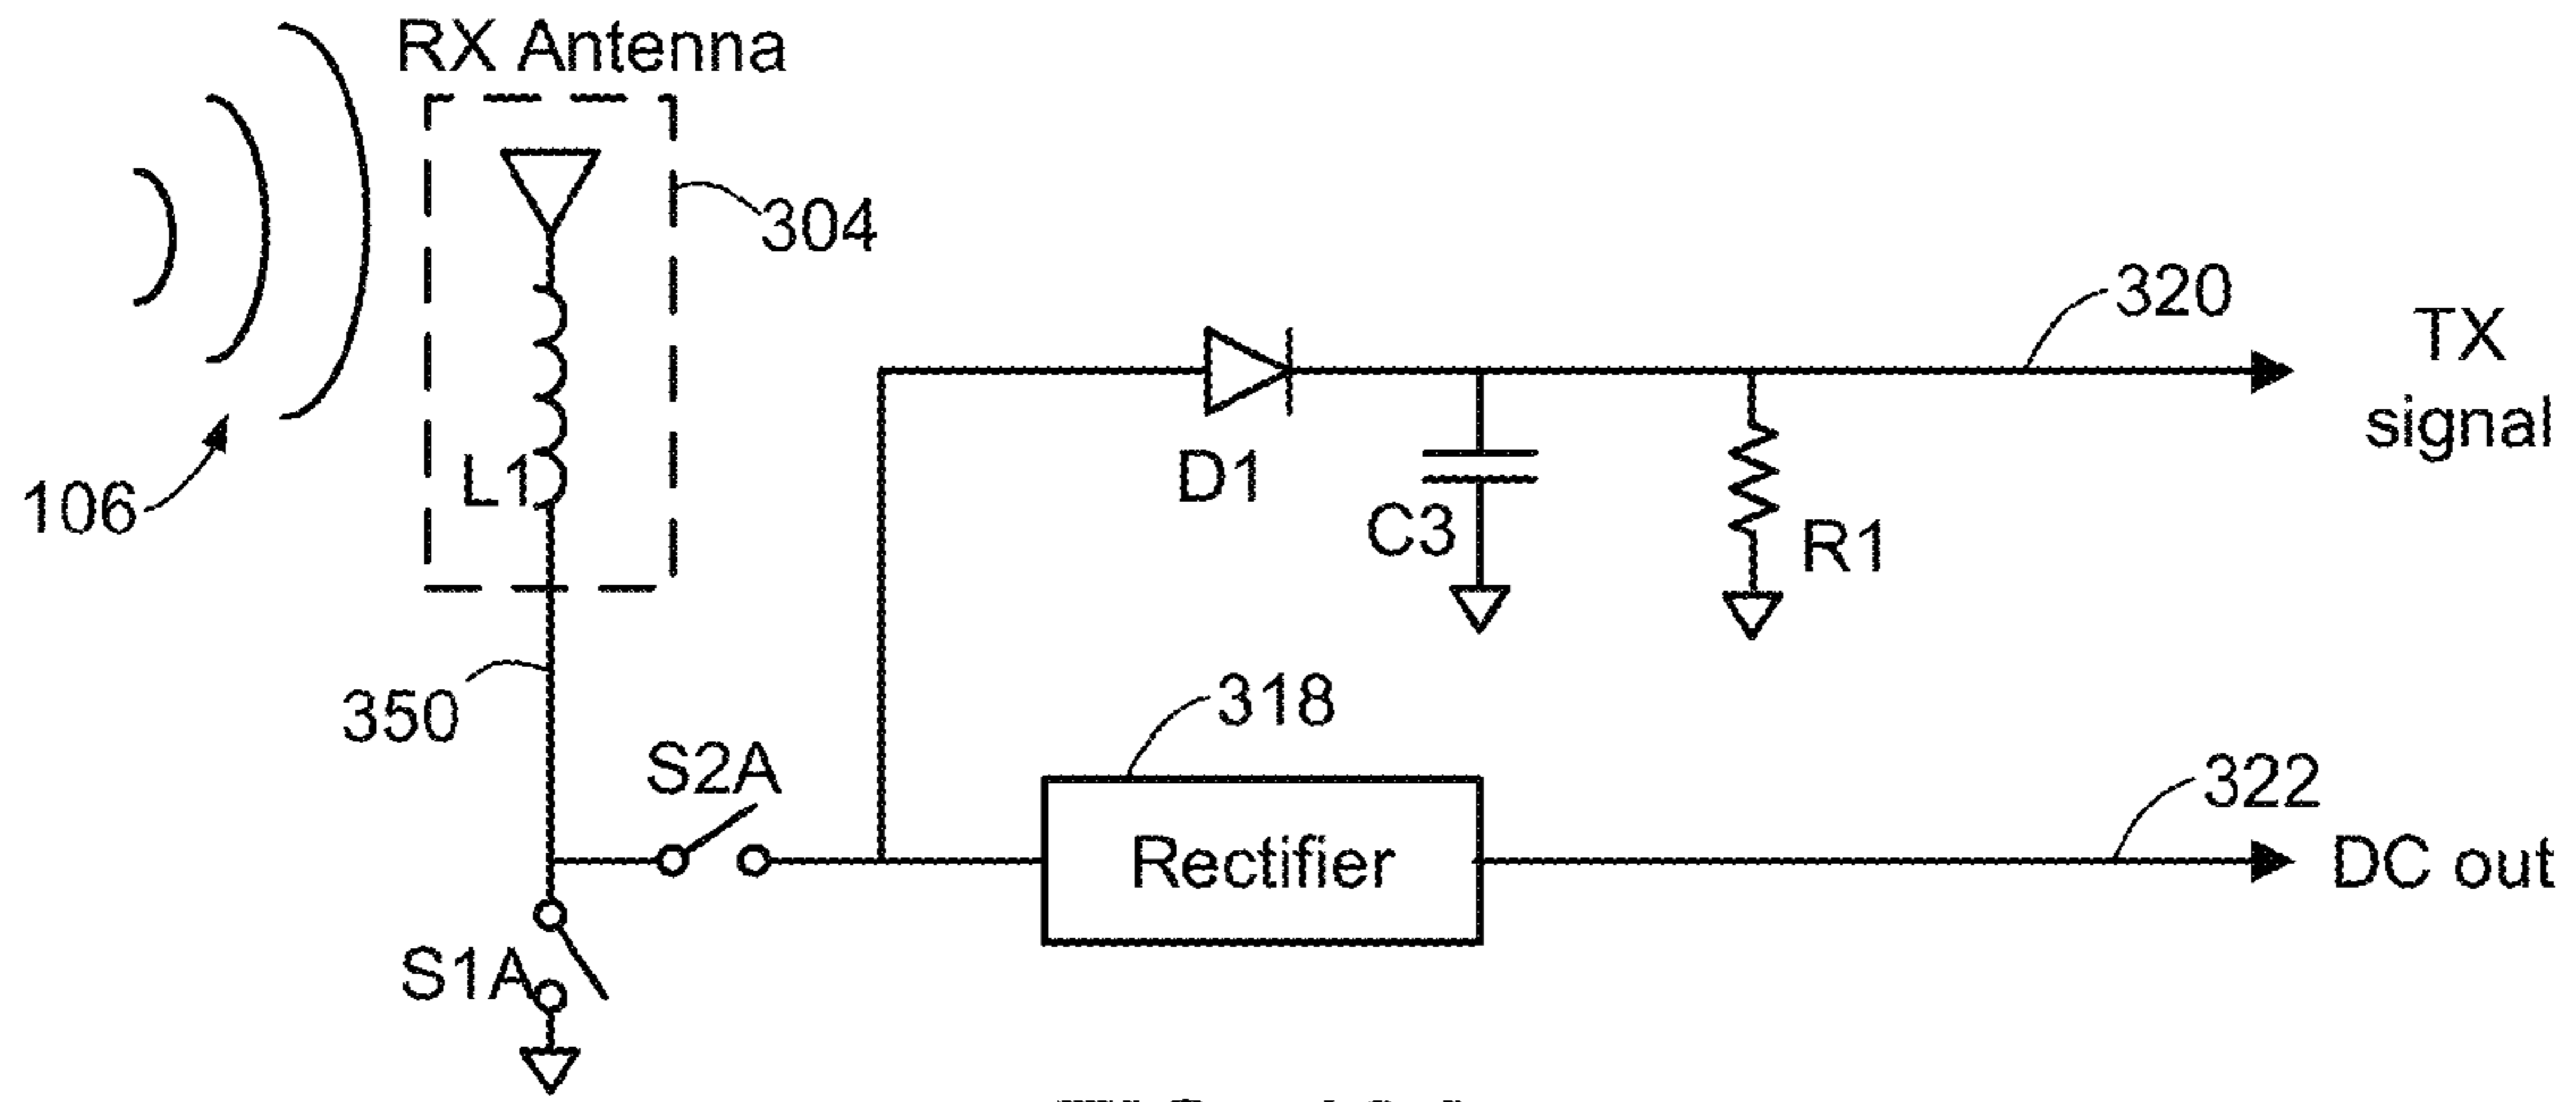 RX Antenna
304
L1
106
350
S2A
S1A
D1
C3
R1
320
TX
signal
318
Rectifier
322
DC out